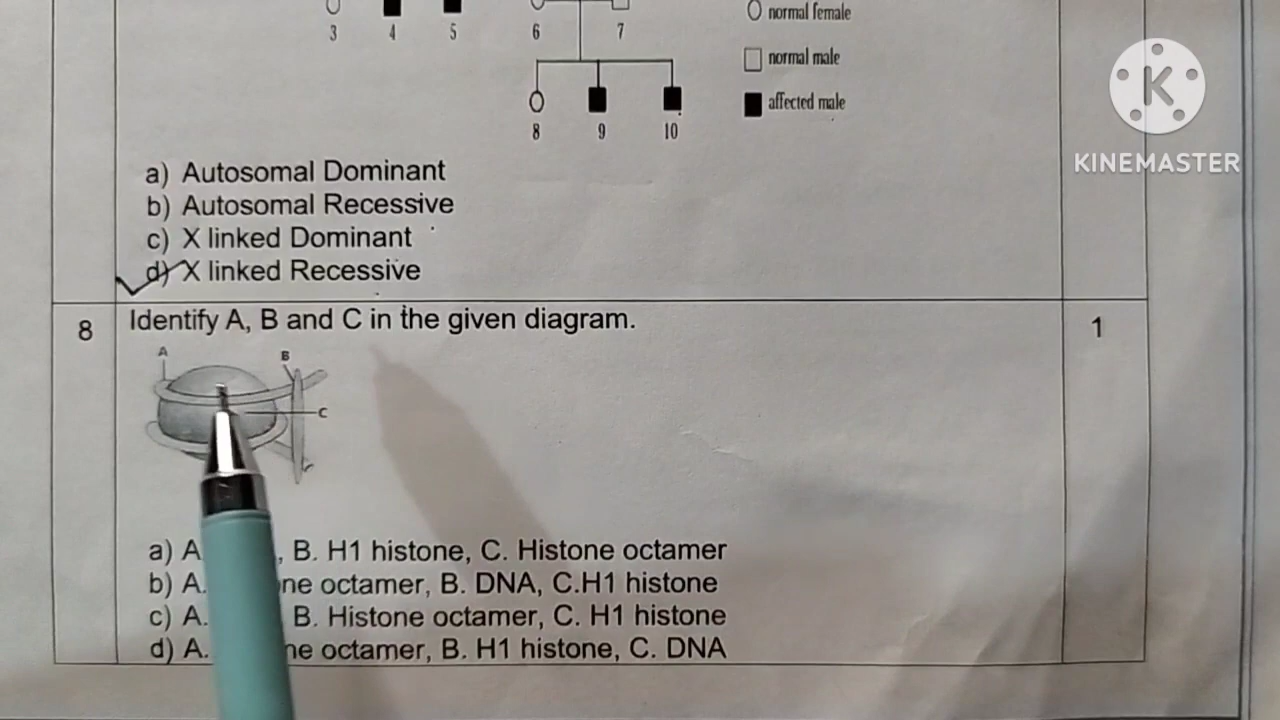 3 4 5 6 7
normal female
normal male
affected male
8 9 10
K
KINEMASTER
a) Autosomal Dominant
b) Autosomal Recessive
c) X linked Dominant
d) X linked Recessive
8 Identify A, B and C in the given diagram. 1
A B
C
a) A , B. H1 histone, C. Histone octamer
b) A. octamer, B. DNA, C.H1 histone
c) A. B. Histone octamer, C. H1 histone
d) A. octamer, B. H1 histone, C. DNA